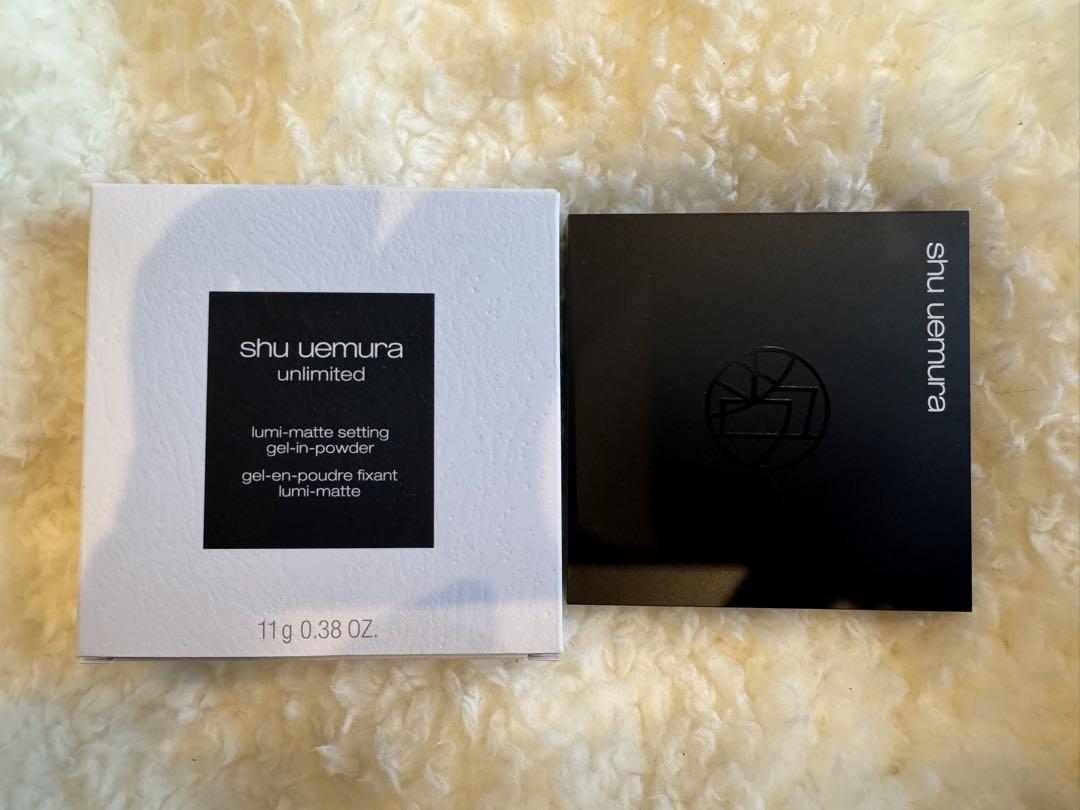 shu uemura
unlimited
lumi-matte setting
gel-in-powder
gel-en-poudre fixant
lumi-matte
11 g 0.38 OZ.
shu uemura